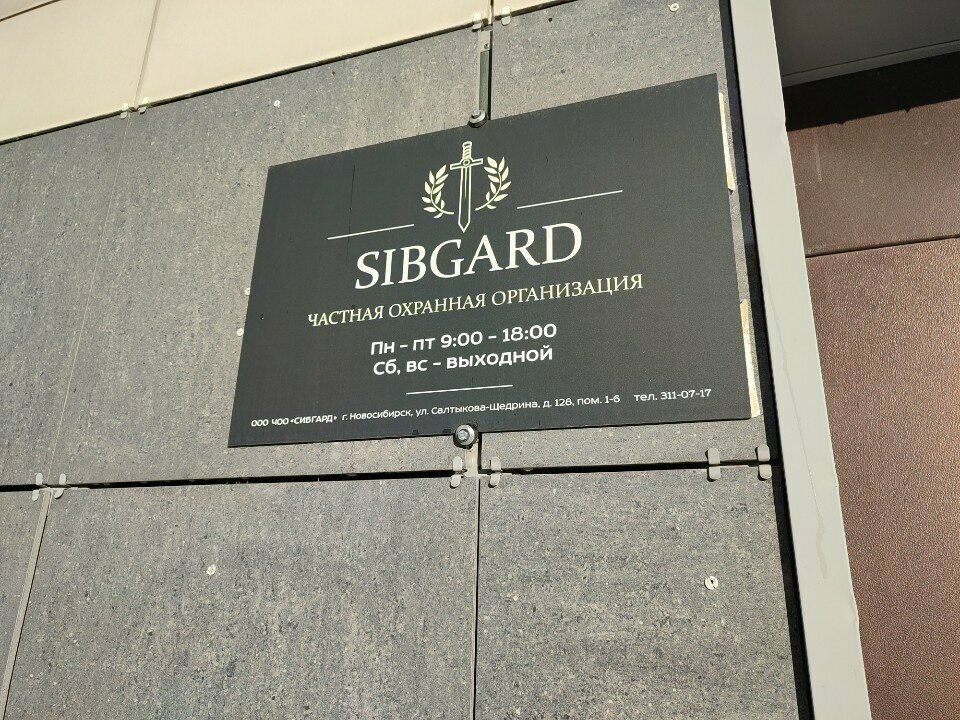 SIBGARD
ЧАСТНАЯ ОХРАННАЯ ОРГАНИЗАЦИЯ
Пн - пт 9:00 - 18:00
Сб, вс - выходной
ООО ЧОО «СИБГАРД» г. Новосибирск, ул. Салтыкова-Щедрина, д. 128, пом. 1-6 тел. 311-07-17